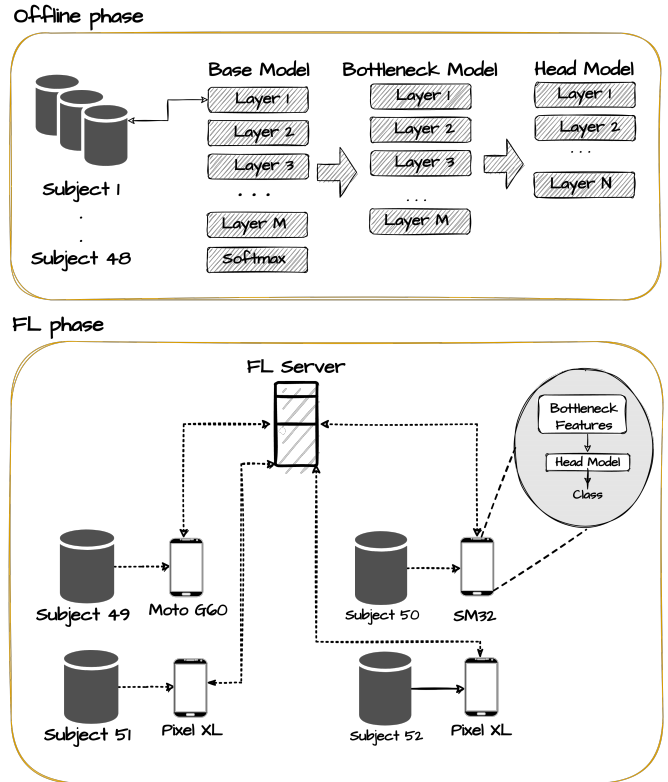 Offline phase
Base Model
Bottleneck Model
Head Model
Layer 1
Layer 2
Layer 3
...
Layer M
Softmax
Layer 1
Layer 2
Layer 3
...
Layer M
Layer 1
Layer 2
...
Layer N
Subject 1
.
.
Subject 48
FL phase
FL Server
Bottleneck
Features
Head Model
Class
Subject 49
Moto G60
Subject 50
SM32
Subject 51
Pixel XL
Subject 52
Pixel XL